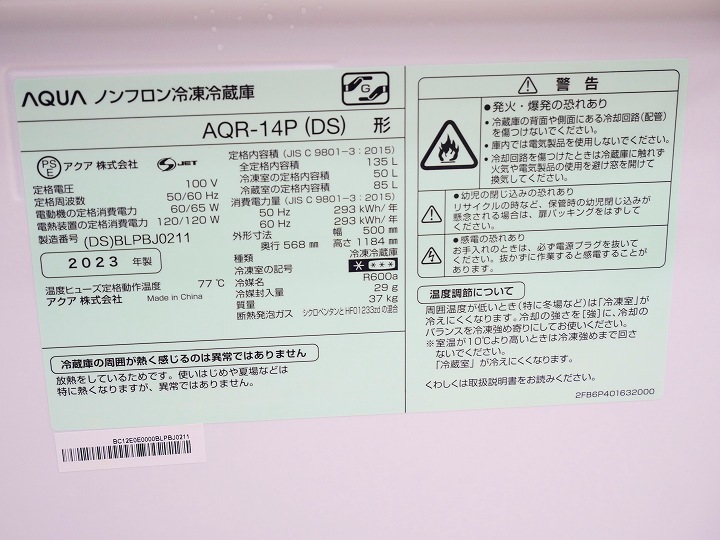 AQUA ノンフロン冷凍冷蔵庫
G
AQR-14P (DS) 形
PS E アクア 株式会社 JET
定格電圧 100 V
定格周波数 50/60 Hz
電動機の定格消費電力 60/65 W
電熱装置の定格消費電力 120/120 W
製造番号 (DS)BLPBJ0211
2023 年製
温度ヒューズ定格動作温度 77℃
アクア 株式会社 Made in China
定格内容積 (JIS C 9801-3:2015)
全定格内容積 135 L
冷凍室の定格内容積 50 L
冷蔵室の定格内容積 85 L
消費電力量 (JIS C 9801-3:2015)
50 Hz 293 kWh/年
60 Hz 293 kWh/年
外形寸法 幅 500 mm
奥行 568 mm 高さ 1184 mm
種類 冷凍冷蔵庫
冷凍室の記号 * ***
冷媒名 R600a
冷媒封入量 29 g
質量 37 kg
断熱発泡ガス シクロペンタンとHFO1233zdの混合
冷蔵庫の周囲が熱く感じるのは異常ではありません
放熱をしているためです。使いはじめや夏場などは
特に熱くなりますが、異常ではありません。
BC12E0E0000BLPBJ0211
警告
●発火・爆発の恐れあり
・冷蔵庫の背面や側面にある冷却回路(配管)
を傷つけないでください。
・庫内では電気製品を使用しないでください。
・冷却回路を傷つけたときは冷蔵庫に触れず
火気や電気製品の使用を避け窓を開けて
換気してください。
●幼児の閉じ込めの恐れあり
リサイクルの時など、保管時の幼児閉込めが
懸念される場合は、扉パッキングをはずして
ください。
●感電の恐れあり
お手入れのときは、必ず電源プラグを抜いて
ください。抜かずに作業すると感電することが
あります。
温度調節について
周囲温度が低いとき(特に冬場など)は「冷凍室」が
冷えにくくなります。冷却の強さを[強]に、冷却の
バランスを冷凍強め寄りにしてお使いください。
※室温が10℃より高いときは冷凍強めまで回さ
ないでください。
「冷蔵室」が冷えにくくなります。
くわしくは取扱説明書をお読みください。
2FB6P401632000